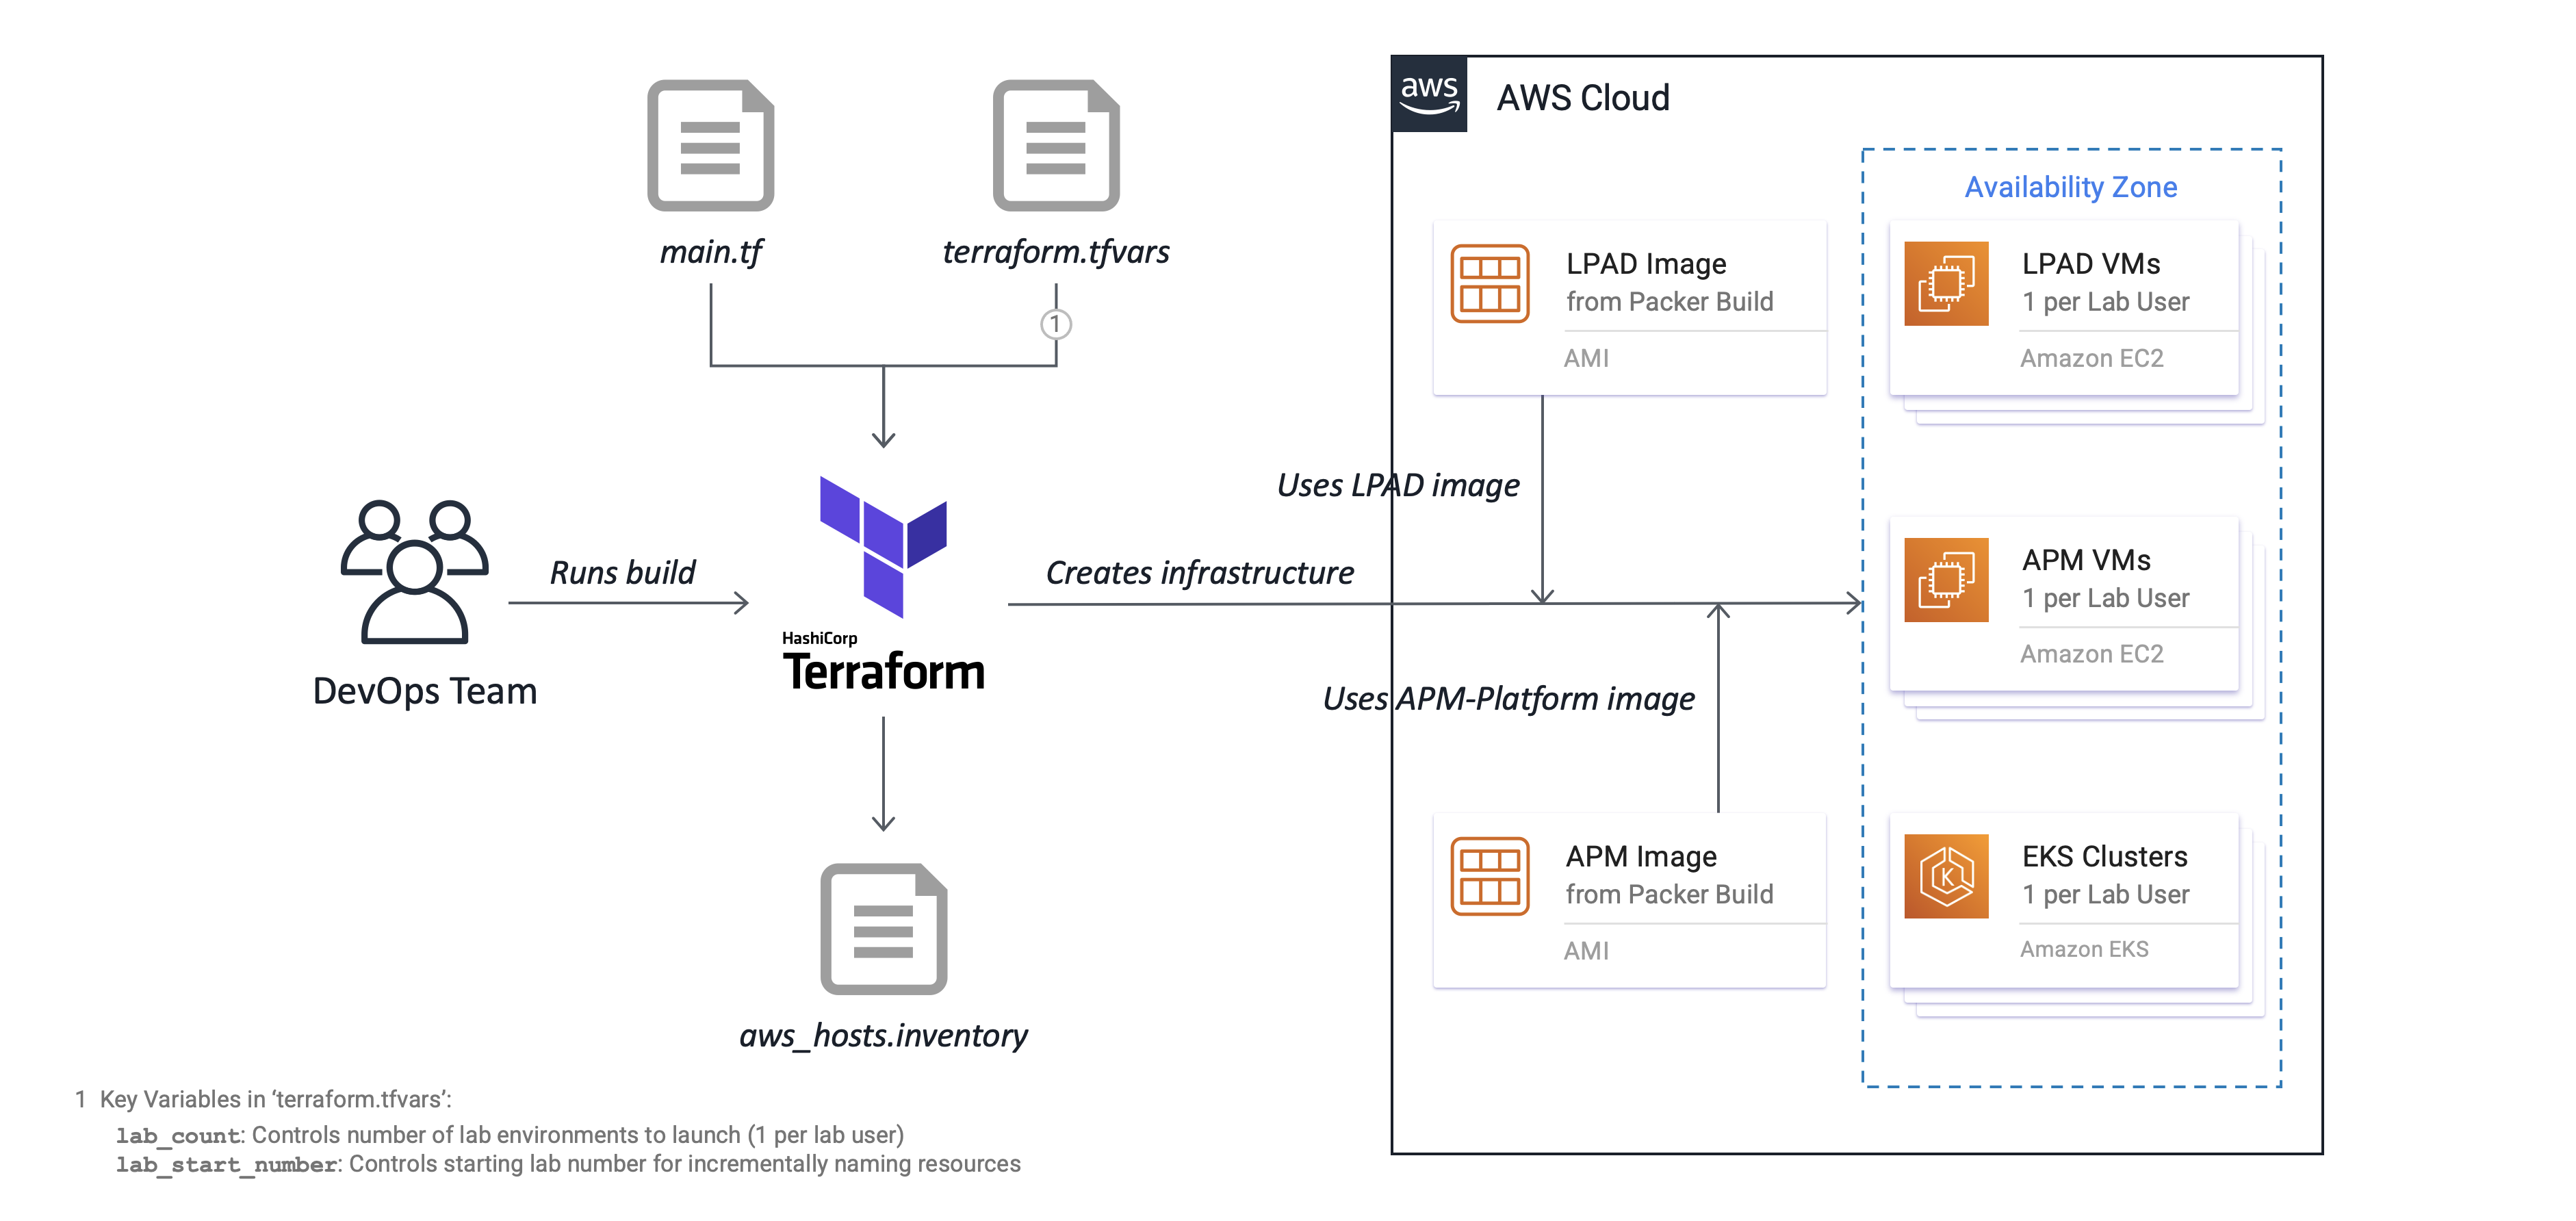 main.tf
terraform.tfvars
1
DevOps Team
Runs build
HashiCorp
Terraform
aws_hosts.inventory
Creates infrastructure
aws
AWS Cloud
LPAD Image
from Packer Build
AMI
Uses LPAD image
Uses APM-Platform image
APM Image
from Packer Build
AMI
Availability Zone
LPAD VMs
1 per Lab User
Amazon EC2
APM VMs
1 per Lab User
Amazon EC2
K
EKS Clusters
1 per Lab User
Amazon EKS
1 Key Variables in ‘terraform.tfvars’:
lab_count: Controls number of lab environments to launch (1 per lab user)
lab_start_number: Controls starting lab number for incrementally naming resources